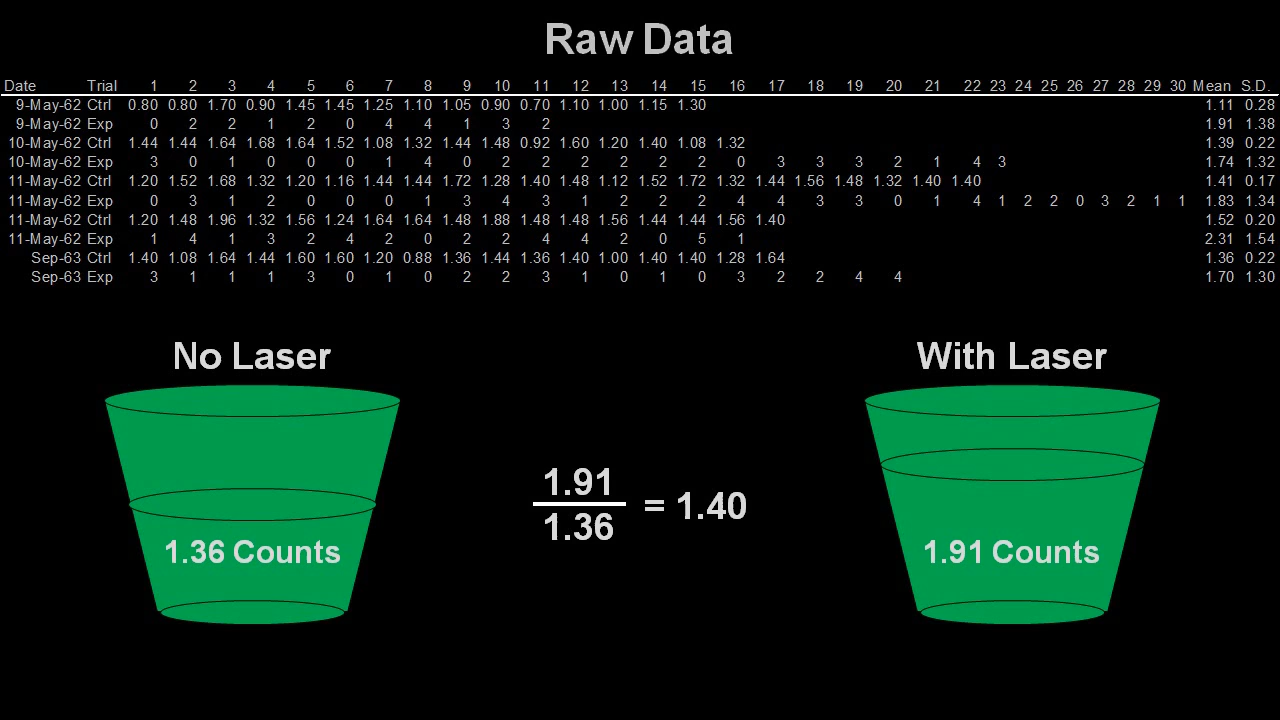 Raw Data
Date Trial 1 2 3 4 5 6 7 8 9 10 11 12 13 14 15 16 17 18 19 20 21 22 23 24 25 26 27 28 29 30 Mean S.D.
9-May-62 Ctrl 0.80 0.80 1.70 0.90 1.45 1.45 1.25 1.10 1.05 0.90 0.70 1.10 1.00 1.15 1.30 1.11 0.28
9-May-62 Exp 0 2 2 1 2 0 4 4 1 3 2 1.91 1.38
10-May-62 Ctrl 1.44 1.44 1.64 1.68 1.64 1.52 1.08 1.32 1.44 1.48 0.92 1.60 1.20 1.40 1.08 1.32 1.39 0.22
10-May-62 Exp 3 0 1 0 0 0 1 4 0 2 2 2 2 2 2 0 3 3 3 2 1 4 3 1.74 1.32
11-May-62 Ctrl 1.20 1.52 1.68 1.32 1.20 1.16 1.44 1.44 1.72 1.28 1.40 1.48 1.12 1.52 1.72 1.32 1.44 1.56 1.48 1.32 1.40 1.40 1.41 0.17
11-May-62 Exp 0 3 1 2 0 0 0 1 3 4 3 1 2 2 2 4 4 3 3 0 1 4 1 2 2 0 3 2 1 1 1.83 1.34
11-May-62 Ctrl 1.20 1.48 1.96 1.32 1.56 1.24 1.64 1.64 1.48 1.88 1.48 1.48 1.56 1.44 1.44 1.56 1.40 1.52 0.20
11-May-62 Exp 1 4 1 3 2 4 2 0 2 2 4 4 2 0 5 1 2.31 1.54
Sep-63 Ctrl 1.40 1.08 1.64 1.44 1.60 1.60 1.20 0.88 1.36 1.44 1.36 1.40 1.00 1.40 1.40 1.28 1.64 1.36 0.22
Sep-63 Exp 3 1 1 1 3 0 1 0 2 2 3 1 0 1 0 3 2 2 4 4 1.70 1.30
No Laser
With Laser
1.91
1.36
= 1.40
1.36 Counts
1.91 Counts